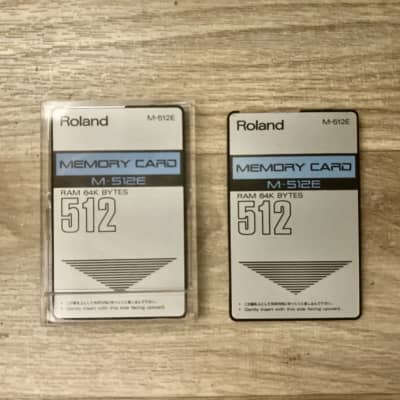 Roland M-512E
MEMORY CARD
M-512E
RAM 64K BYTES
512
Gently insert with this side facing upward.
Roland M-512E
MEMORY CARD
M-512E
RAM 64K BYTES
512
Gently insert with this side facing upward.